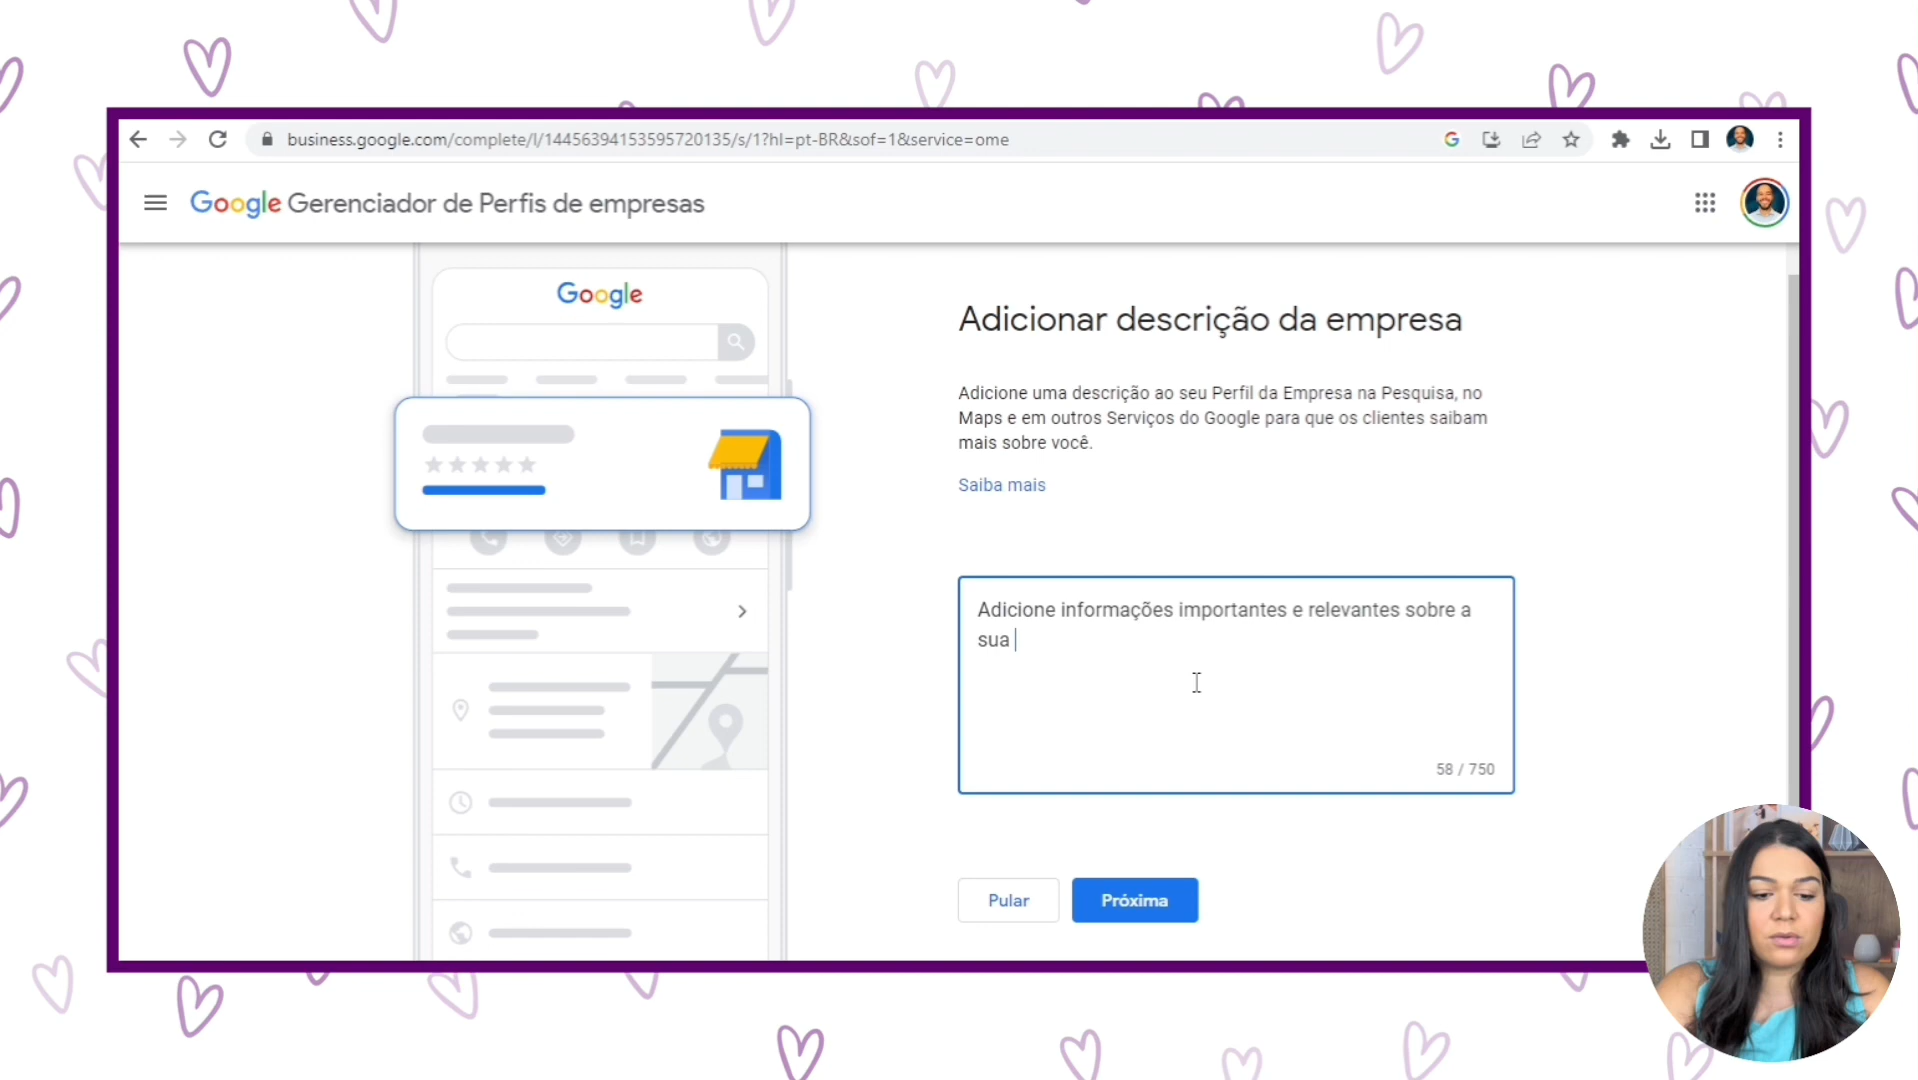 business.google.com/complete/l/14456394153595720135/s/1?hl=pt-BR&sof=1&service=ome
Google Gerenciador de Perfis de empresas
Google
Adicionar descrição da empresa
Adicione uma descrição ao seu Perfil da Empresa na Pesquisa, no
Maps e em outros Serviços do Google para que os clientes saibam
mais sobre você.
Saiba mais
Adicione informações importantes e relevantes sobre a
sua
58 / 750
Pular
Próxima